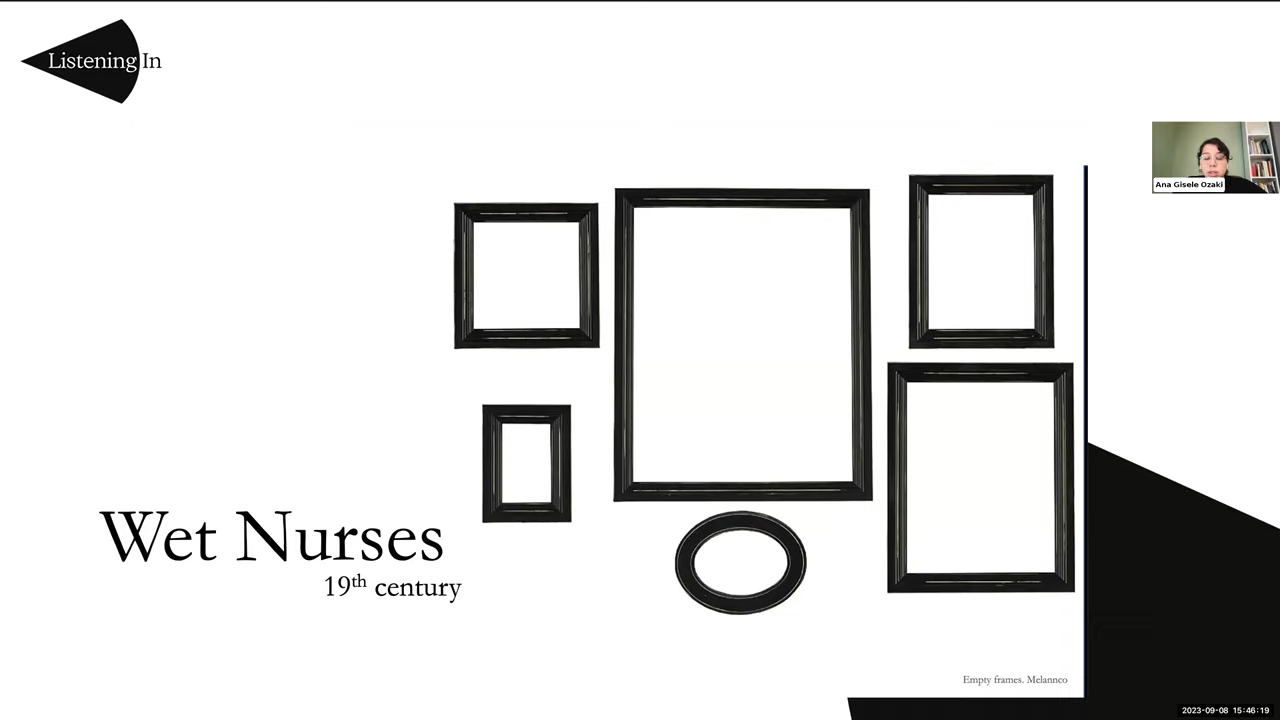 Listening In
Ana Gisele Ozaki
Wet Nurses
19th century
Empty frames. Melannco
2023-09-08 15:46:19